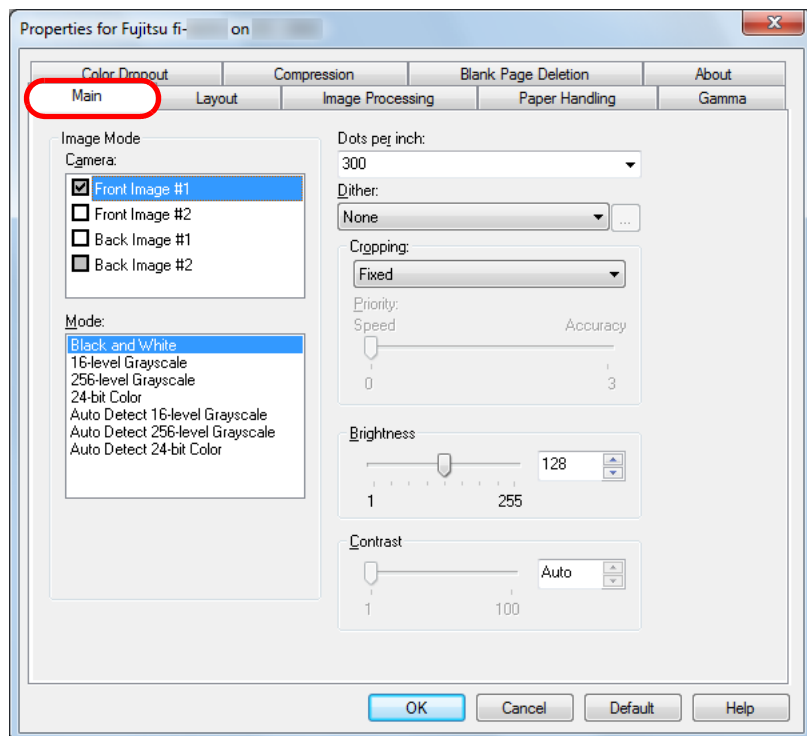 Properties for Fujitsu fi- on
Color Dropout Compression Blank Page Deletion About
Main Layout Image Processing Paper Handling Gamma
Image Mode
Camera:
Front Image #1
Front Image #2
Back Image #1
Back Image #2
Mode:
Black and White
16-level Grayscale
256-level Grayscale
24-bit Color
Auto Detect 16-level Grayscale
Auto Detect 256-level Grayscale
Auto Detect 24-bit Color
Dots per inch:
300
Dither:
None ...
Cropping:
Fixed
Priority:
Speed Accuracy
0 3
Brightness
128
1 255
Contrast
Auto
1 100
OK Cancel Default Help